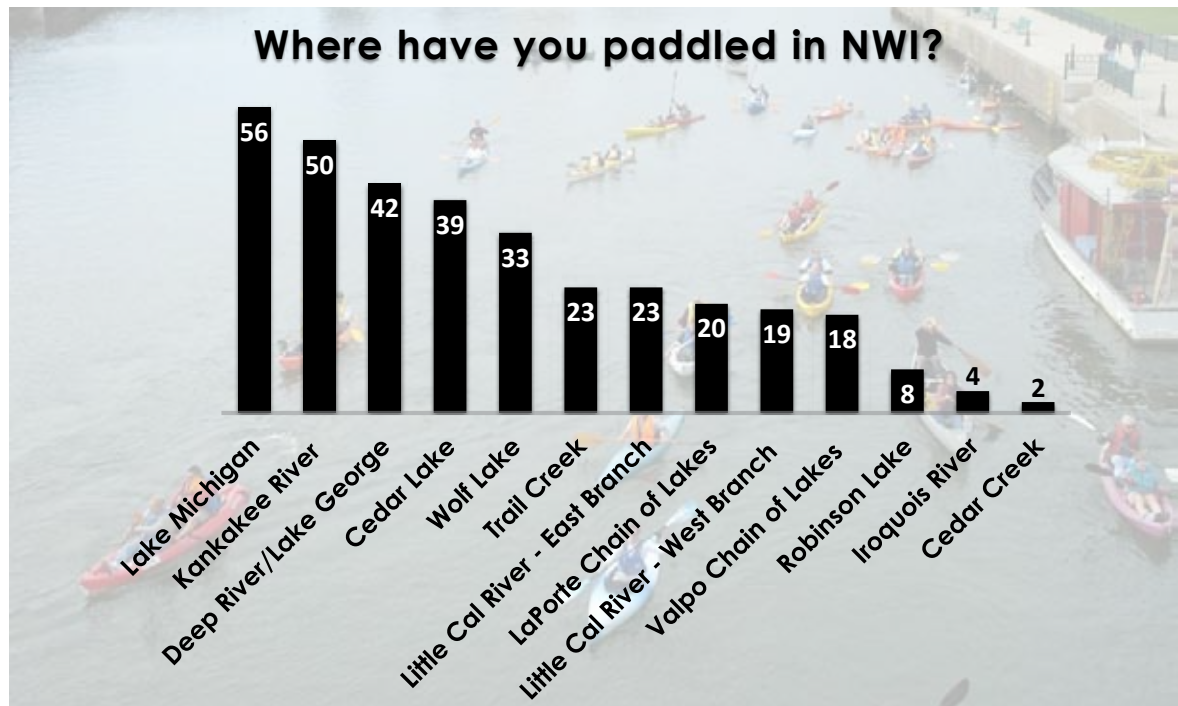 Where have you paddled in NWI?
56
50
42
39
33
23
23
20
19
18
8
4
2
Lake Michigan
Kankakee River
Deep River/Lake George
Cedar Lake
Wolf Lake
Trail Creek
Little Cal River - East Branch
LaPorte Chain of Lakes
Little Cal River - West Branch
Valpo Chain of Lakes
Robinson Lake
Iroquois River
Cedar Creek